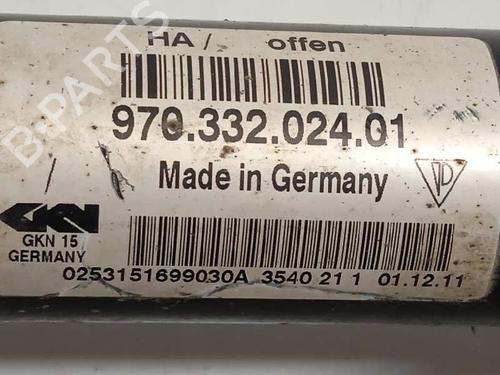 HA/ offen
970.332.024.01
Made in Germany
GKN
GKN 15
GERMANY
0253151699030A 3540 21 1 01.12.11
B-PARTS